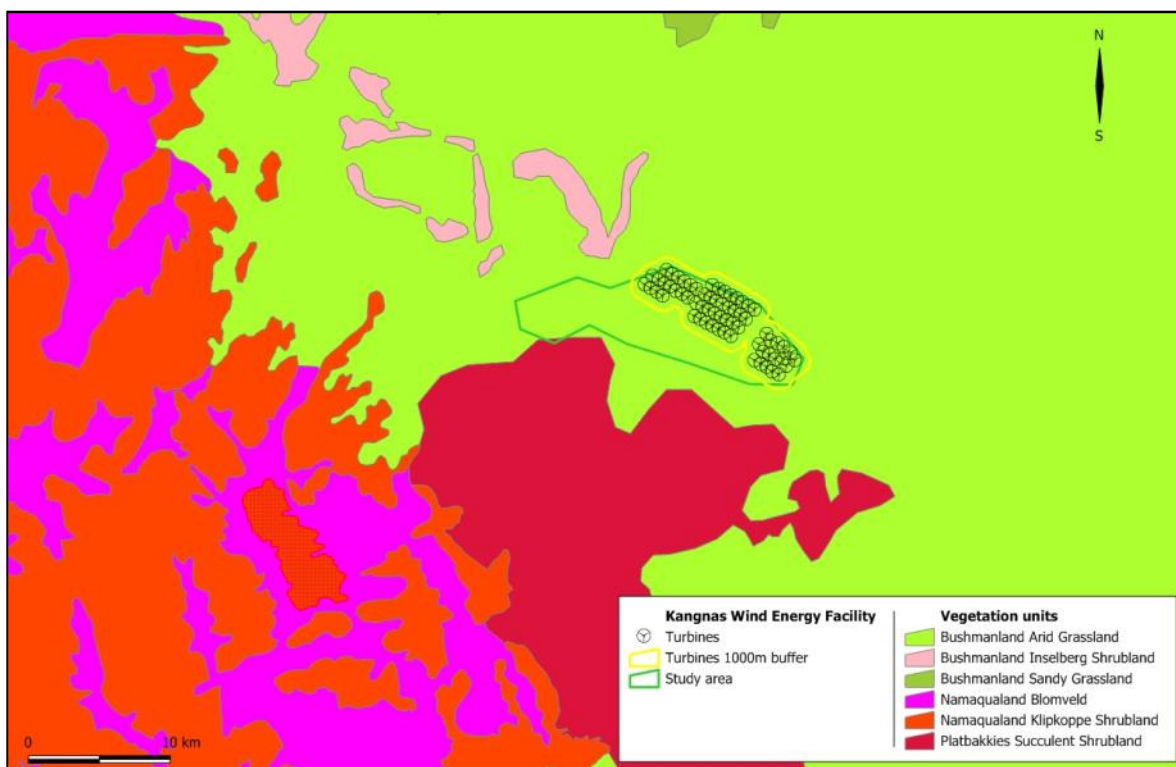 N
S
0 10 km
Kangnas Wind Energy Facility
Turbines
Turbines 1000m buffer
Study area
Vegetation units
Bushmanland Arid Grassland
Bushmanland Inselberg Shrubland
Bushmanland Sandy Grassland
Namaqualand Blomveld
Namaqualand Klipkoppe Shrubland
Platbakkies Succulent Shrubland